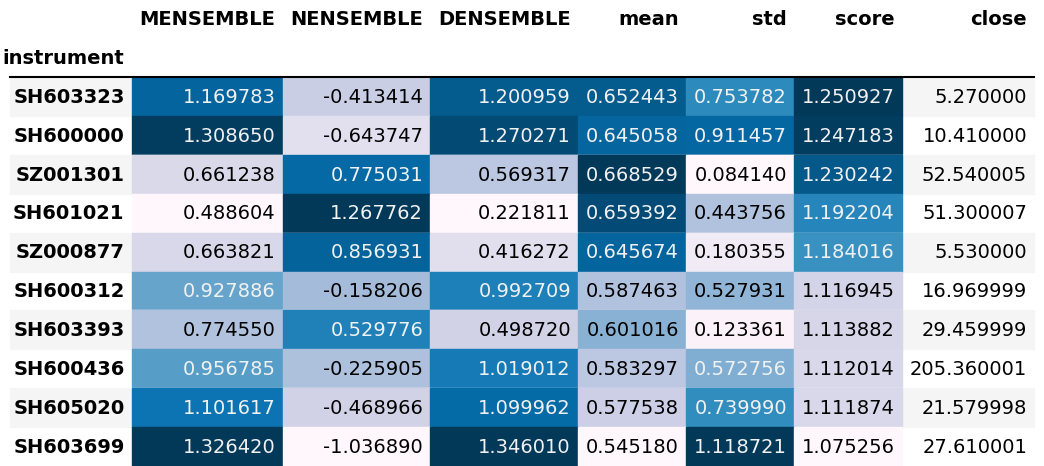 MENSEMBLE NENSEMBLE DENSEMBLE mean std score close
instrument
SH603323 1.169783 -0.413414 1.200959 0.652443 0.753782 1.250927 5.270000
SH600000 1.308650 -0.643747 1.270271 0.645058 0.911457 1.247183 10.410000
SZ001301 0.661238 0.775031 0.569317 0.668529 0.084140 1.230242 52.540005
SH601021 0.488604 1.267762 0.221811 0.659392 0.443756 1.192204 51.300007
SZ000877 0.663821 0.856931 0.416272 0.645674 0.180355 1.184016 5.530000
SH600312 0.927886 -0.158206 0.992709 0.587463 0.527931 1.116945 16.969999
SH603393 0.774550 0.529776 0.498720 0.601016 0.123361 1.113882 29.459999
SH600436 0.956785 -0.225905 1.019012 0.583297 0.572756 1.112014 205.360001
SH605020 1.101617 -0.468966 1.099962 0.577538 0.739990 1.111874 21.579998
SH603699 1.326420 -1.036890 1.346010 0.545180 1.118721 1.075256 27.610001